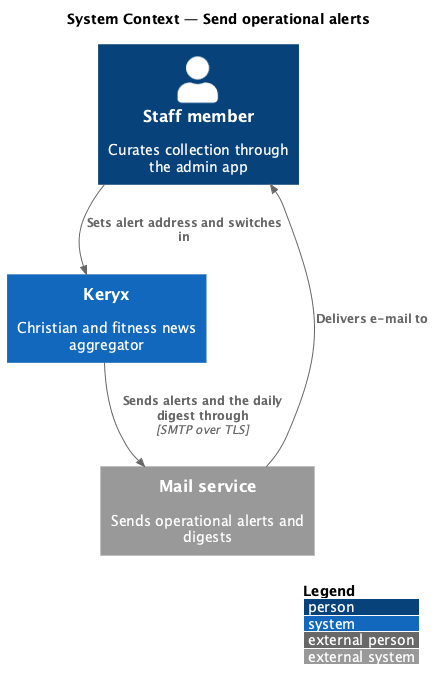 System Context — Send operational alerts
Staff member
Curates collection through
the admin app
Sets alert address and switches
in
Keryx
Christian and fitness news
aggregator
Delivers e-mail to
Sends alerts and the daily
digest through
[SMTP over TLS]
Mail service
Sends operational alerts and
digests
Legend
person
system
external person
external system